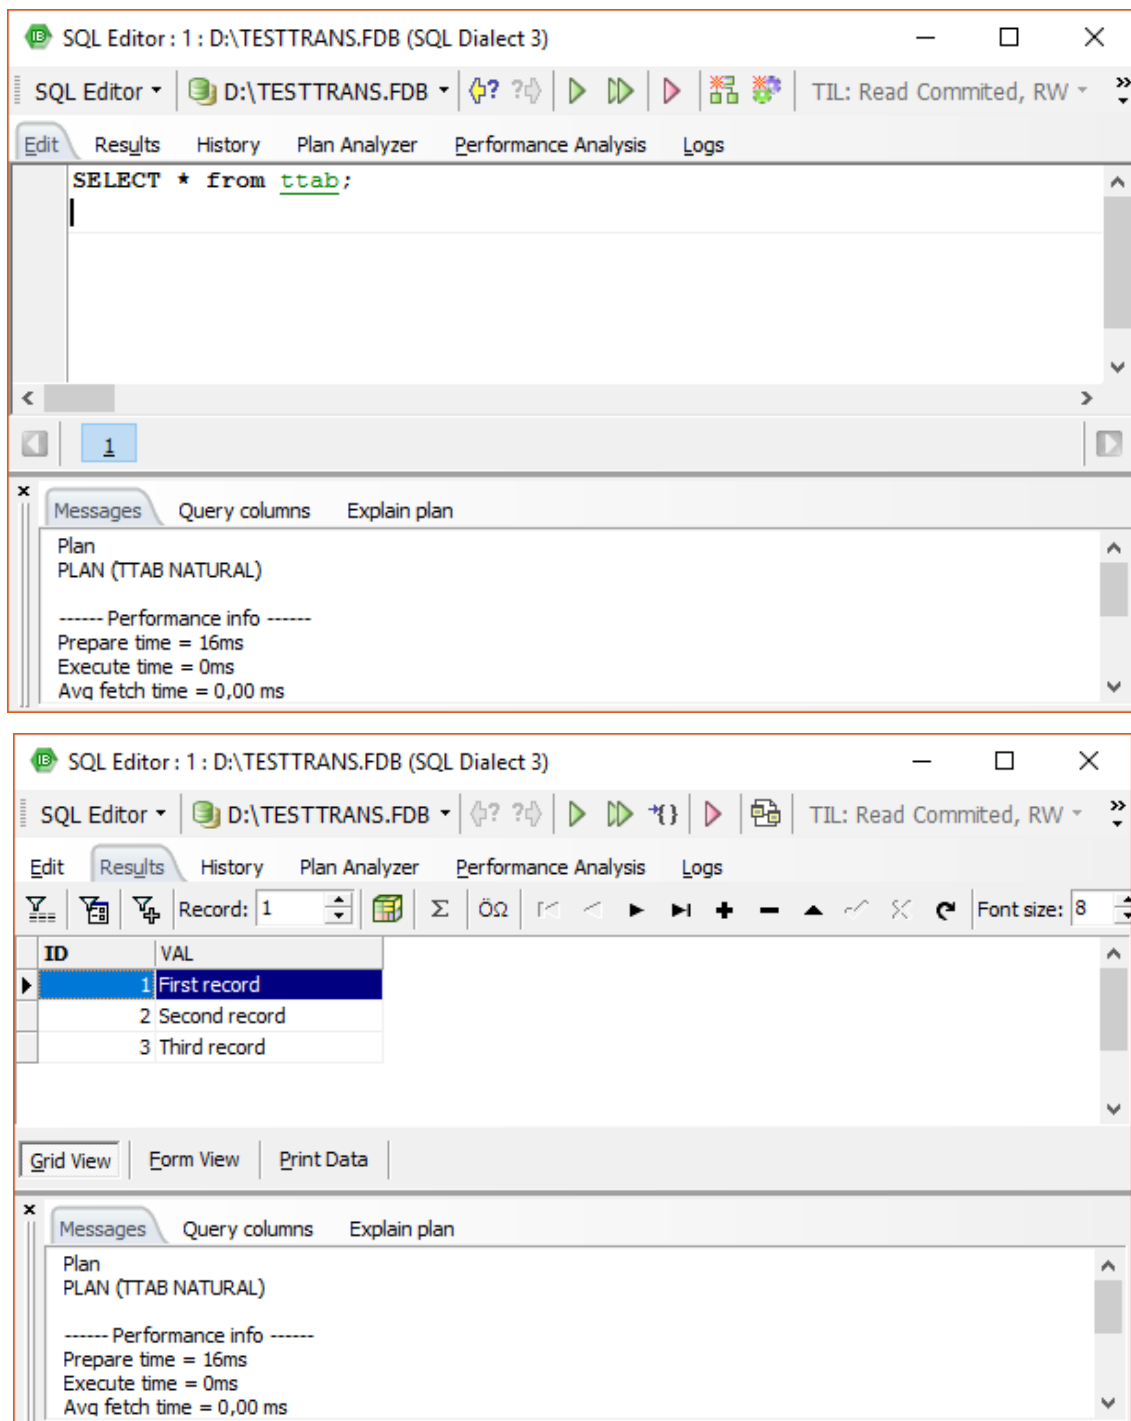 SQL Editor : 1 : D:\TESTTRANS.FDB (SQL Dialect 3)
SQL Editor D:\TESTTRANS.FDB TIL: Read Commited, RW
Edit Results History Plan Analyzer Performance Analysis Logs
SELECT * from ttab;
1
Messages Query columns Explain plan
Plan
PLAN (TTAB NATURAL)
------ Performance info ------
Prepare time = 16ms
Execute time = 0ms
Avg fetch time = 0,00 ms
SQL Editor : 1 : D:\TESTTRANS.FDB (SQL Dialect 3)
SQL Editor D:\TESTTRANS.FDB TIL: Read Commited, RW
Edit Results History Plan Analyzer Performance Analysis Logs
Record: 1 Σ ÖΩ Font size: 8
ID VAL
1 First record
2 Second record
3 Third record
Grid View Form View Print Data
Messages Query columns Explain plan
Plan
PLAN (TTAB NATURAL)
------ Performance info ------
Prepare time = 16ms
Execute time = 0ms
Avg fetch time = 0,00 ms